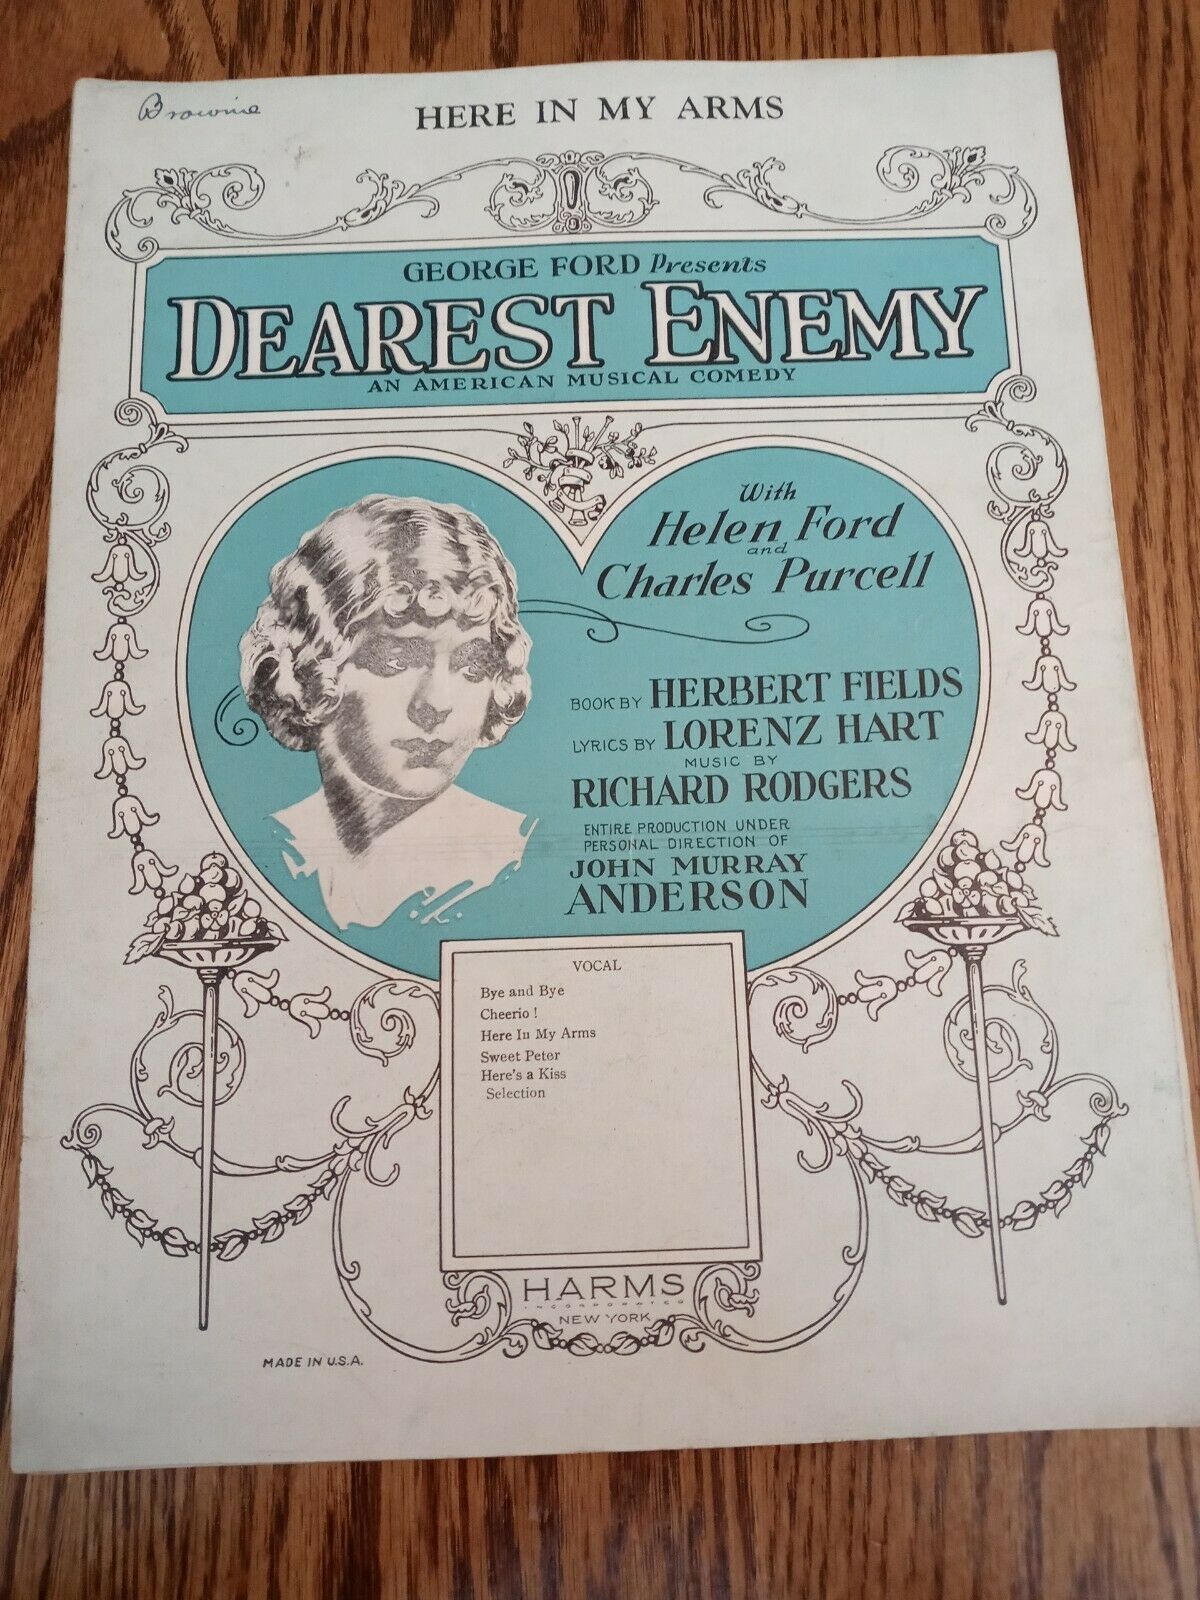 Brownie
HERE IN MY ARMS
GEORGE FORD Presents
DEAREST ENEMY
AN AMERICAN MUSICAL COMEDY
With
Helen Ford
and
Charles Purcell
BOOK BY HERBERT FIELDS
LYRICS BY LORENZ HART
MUSIC BY
RICHARD RODGERS
ENTIRE PRODUCTION UNDER
PERSONAL DIRECTION OF
JOHN MURRAY
ANDERSON
VOCAL
Bye and Bye
Cheerio !
Here In My Arms
Sweet Peter
Here's a Kiss
Selection
HARMS
INCORPORATED
NEW YORK
MADE IN U.S.A.